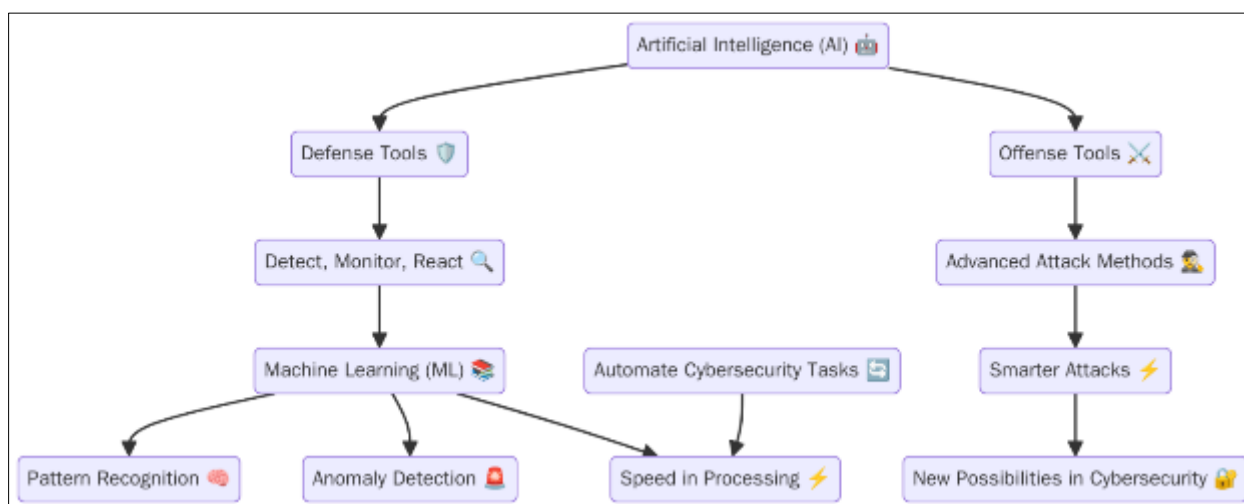 Artificial Intelligence (AI) 🤖
Defense Tools 🛡️
Offense Tools ⚔️
Detect, Monitor, React 🔍
Advanced Attack Methods 🕵️‍♂️
Machine Learning (ML) 📚
Automate Cybersecurity Tasks 🔄
Smarter Attacks ⚡
Pattern Recognition 🧠
Anomaly Detection 🚨
Speed in Processing ⚡
New Possibilities in Cybersecurity 🔐